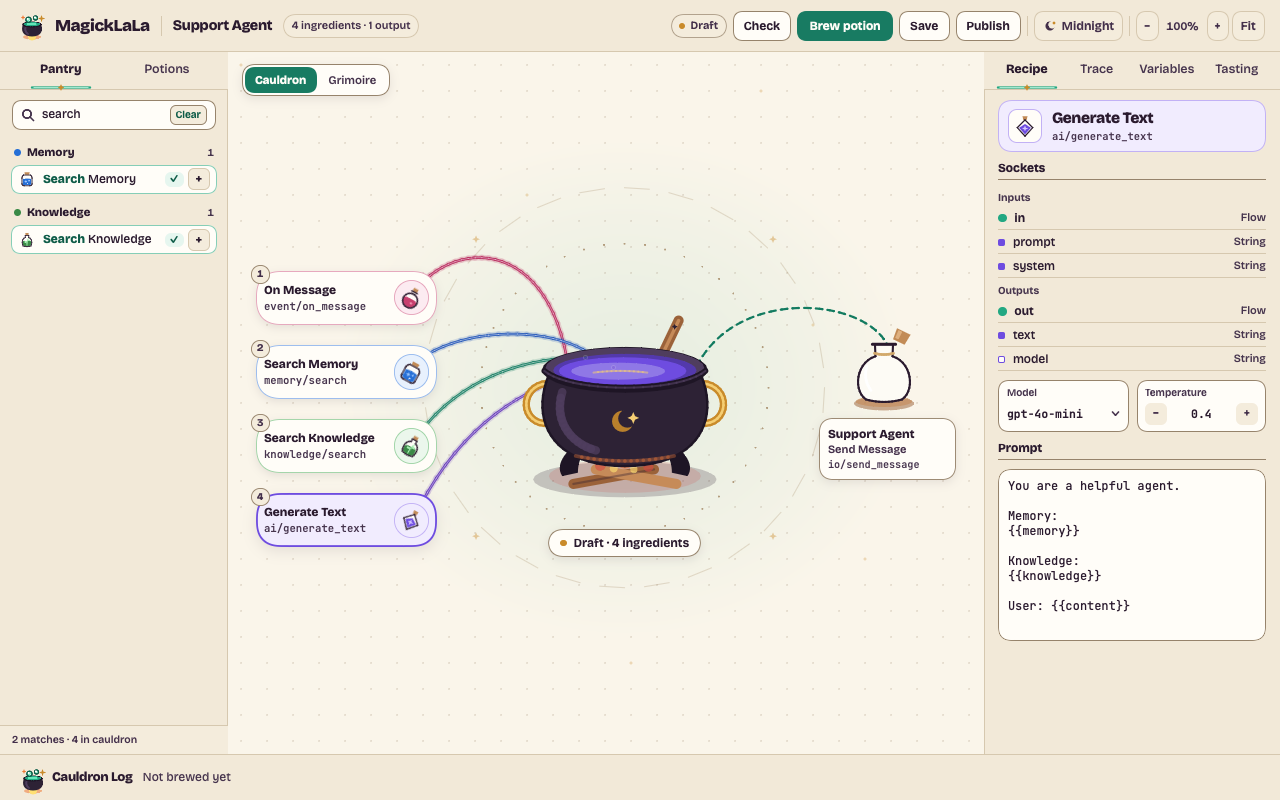 MagickLaLa
Support Agent
4 ingredients · 1 output
Draft
Check
Brew potion
Save
Publish
Midnight
−
100%
+
Fit
Pantry
Potions
search
Clear
Memory
1
Search Memory
+
Knowledge
1
Search Knowledge
+
2 matches · 4 in cauldron
Cauldron
Grimoire
1
On Message
event/on_message
2
Search Memory
memory/search
3
Search Knowledge
knowledge/search
4
Generate Text
ai/generate_text
Draft · 4 ingredients
Support Agent
Send Message
io/send_message
Recipe
Trace
Variables
Tasting
Generate Text
ai/generate_text
Sockets
Inputs
in Flow
prompt String
system String
Outputs
out Flow
text String
model String
Model
gpt-4o-mini
Temperature
− 0.4 +
Prompt
You are a helpful agent.
Memory:
{{memory}}
Knowledge:
{{knowledge}}
User: {{content}}
Cauldron Log
Not brewed yet